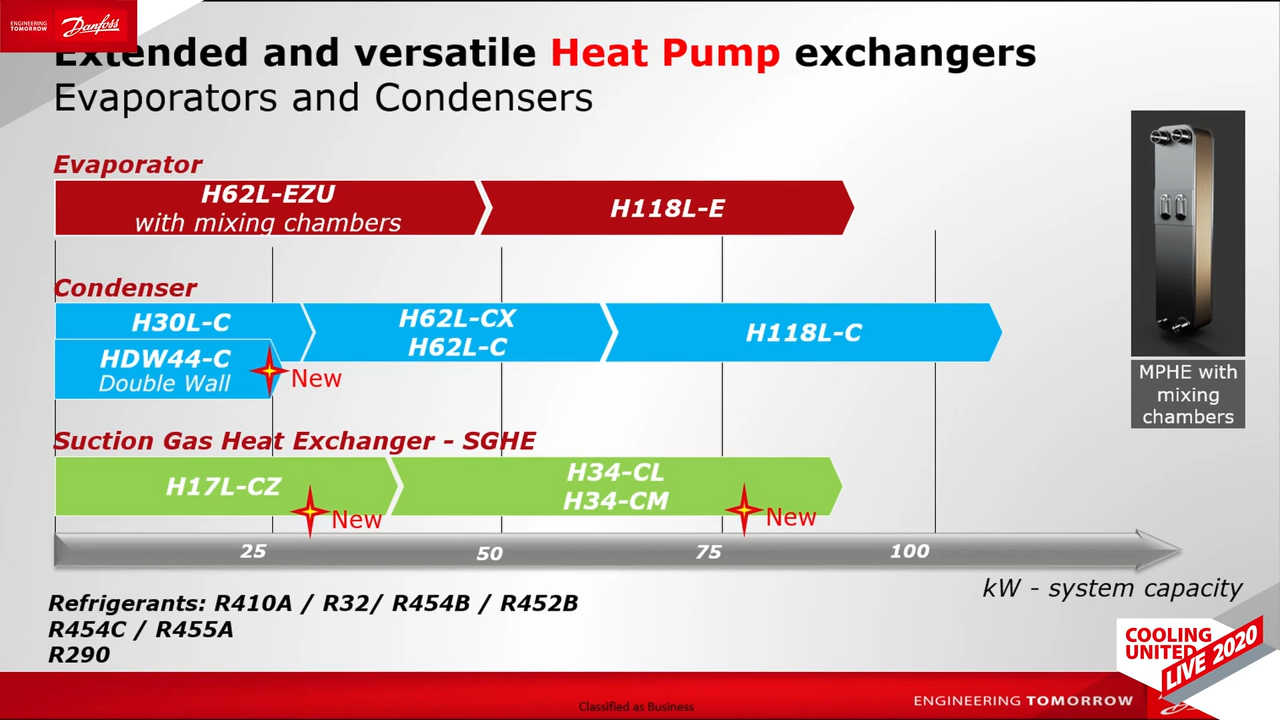 ENGINEERING
TOMORROW
Danfoss
Extended and versatile Heat Pump exchangers
Evaporators and Condensers
Evaporator
H62L-EZU
with mixing chambers
H118L-E
Condenser
H30L-C
HDW44-C
Double Wall
New
H62L-CX
H62L-C
H118L-C
MPHE with
mixing
chambers
Suction Gas Heat Exchanger - SGHE
H17L-CZ
New
H34-CL
H34-CM
New
25 50 75 100
kW - system capacity
Refrigerants: R410A / R32/ R454B / R452B
R454C / R455A
R290
COOLING
UNITED
LIVE 2020
ENGINEERING TOMORROW
Classified as Business